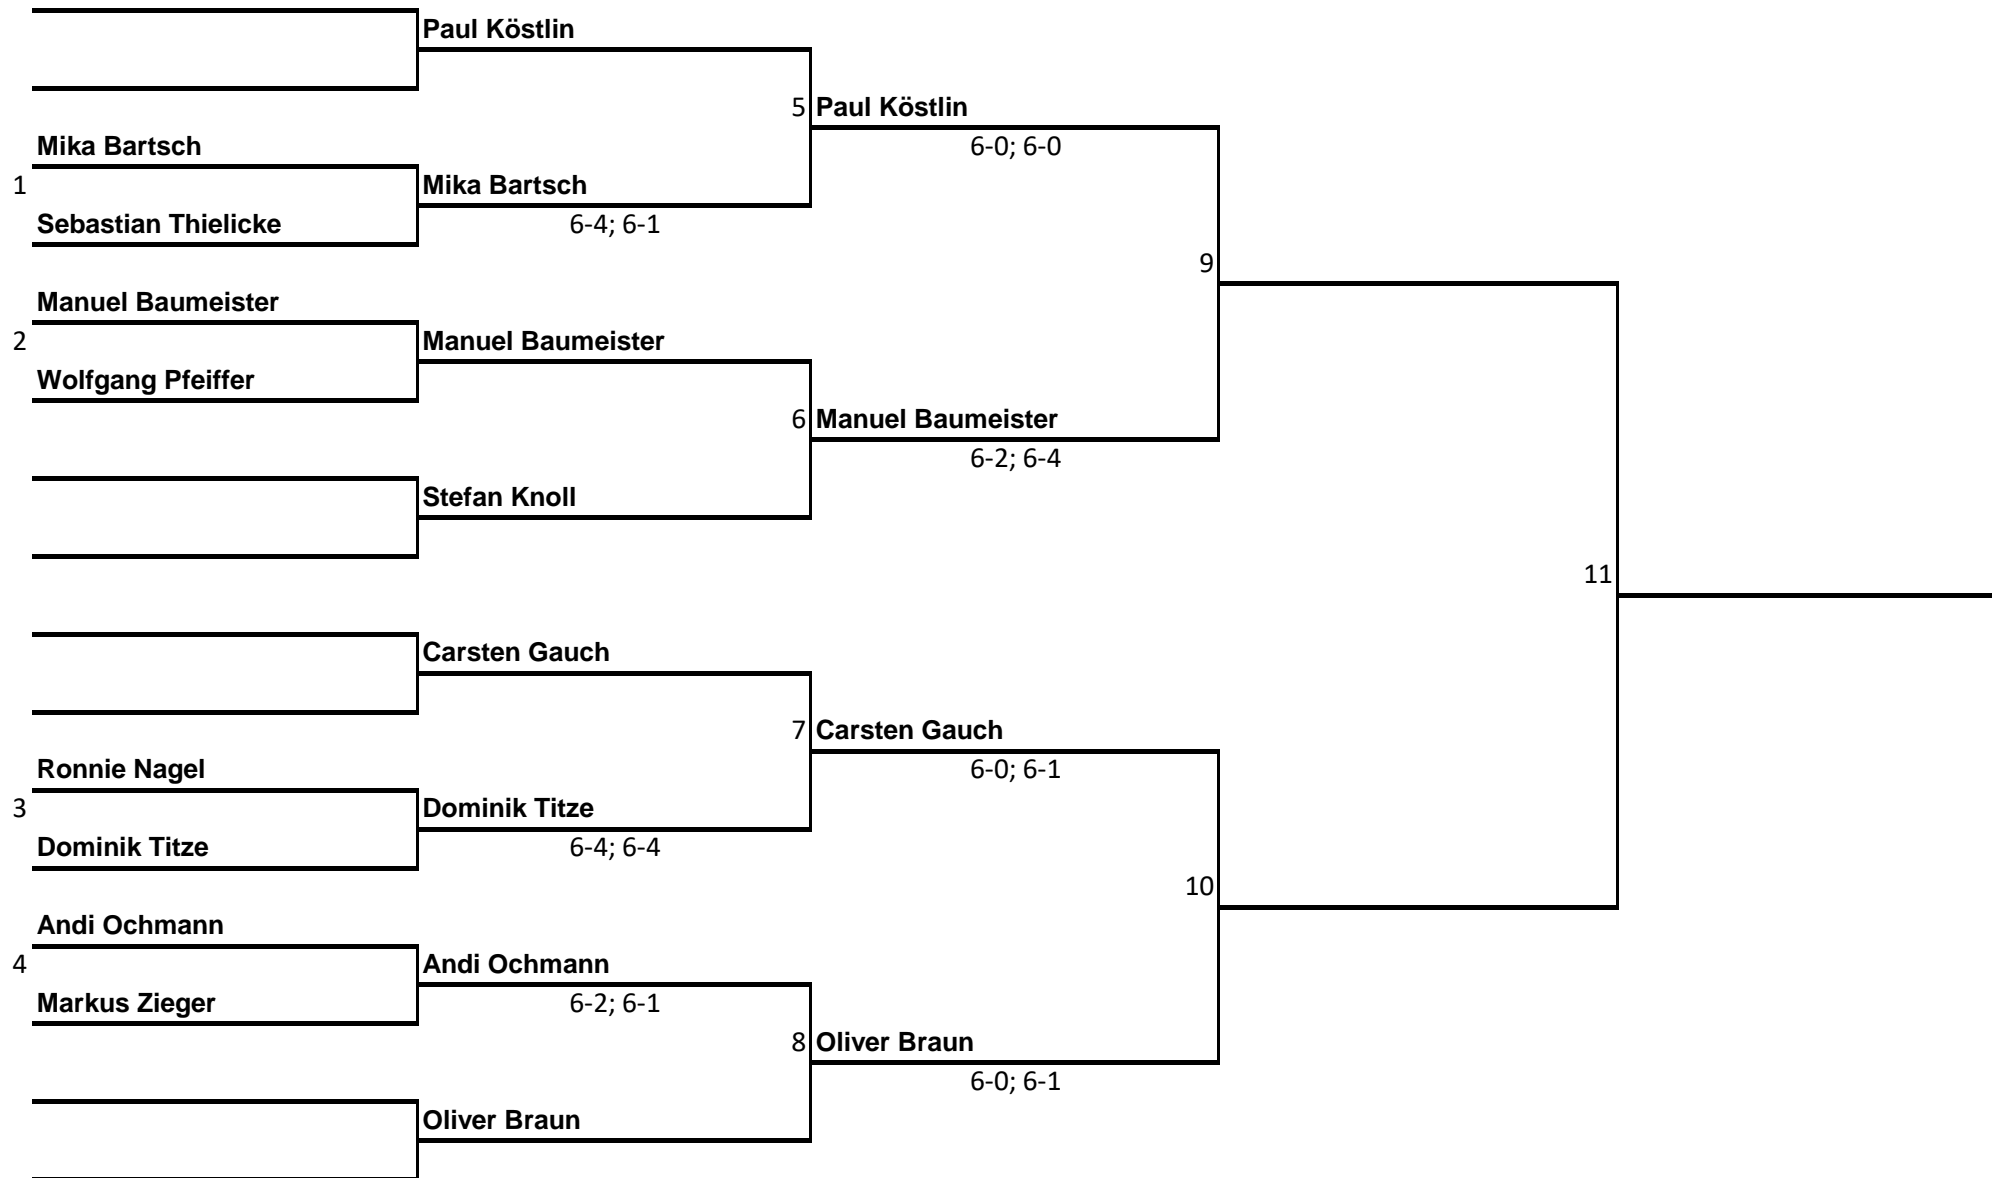 Paul Köstlin
5 Paul Köstlin
Mika Bartsch
6-0; 6-0
1
Mika Bartsch
Sebastian Thielicke
6-4; 6-1
9
Manuel Baumeister
2
Manuel Baumeister
Wolfgang Pfeiffer
6 Manuel Baumeister
6-2; 6-4
Stefan Knoll
11
Carsten Gauch
7 Carsten Gauch
Ronnie Nagel
6-0; 6-1
3
Dominik Titze
Dominik Titze
6-4; 6-4
10
Andi Ochmann
4
Andi Ochmann
Markus Zieger
6-2; 6-1
8 Oliver Braun
6-0; 6-1
Oliver Braun